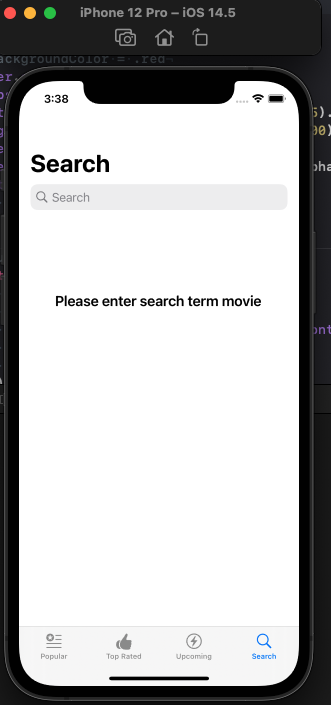 iPhone 12 Pro – iOS 14.5
ackgroundColor = .red
3:38
Search
Search
Please enter search term movie
Popular
Top Rated
Upcoming
Search